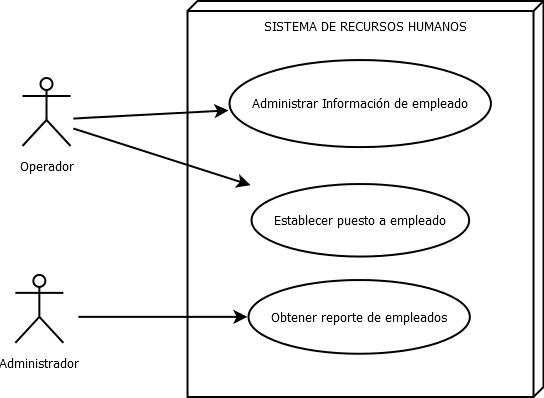 SISTEMA DE RECURSOS HUMANOS
Administrar Información de empleado
Operador
Establecer puesto a empleado
Obtener reporte de empleados
Administrador